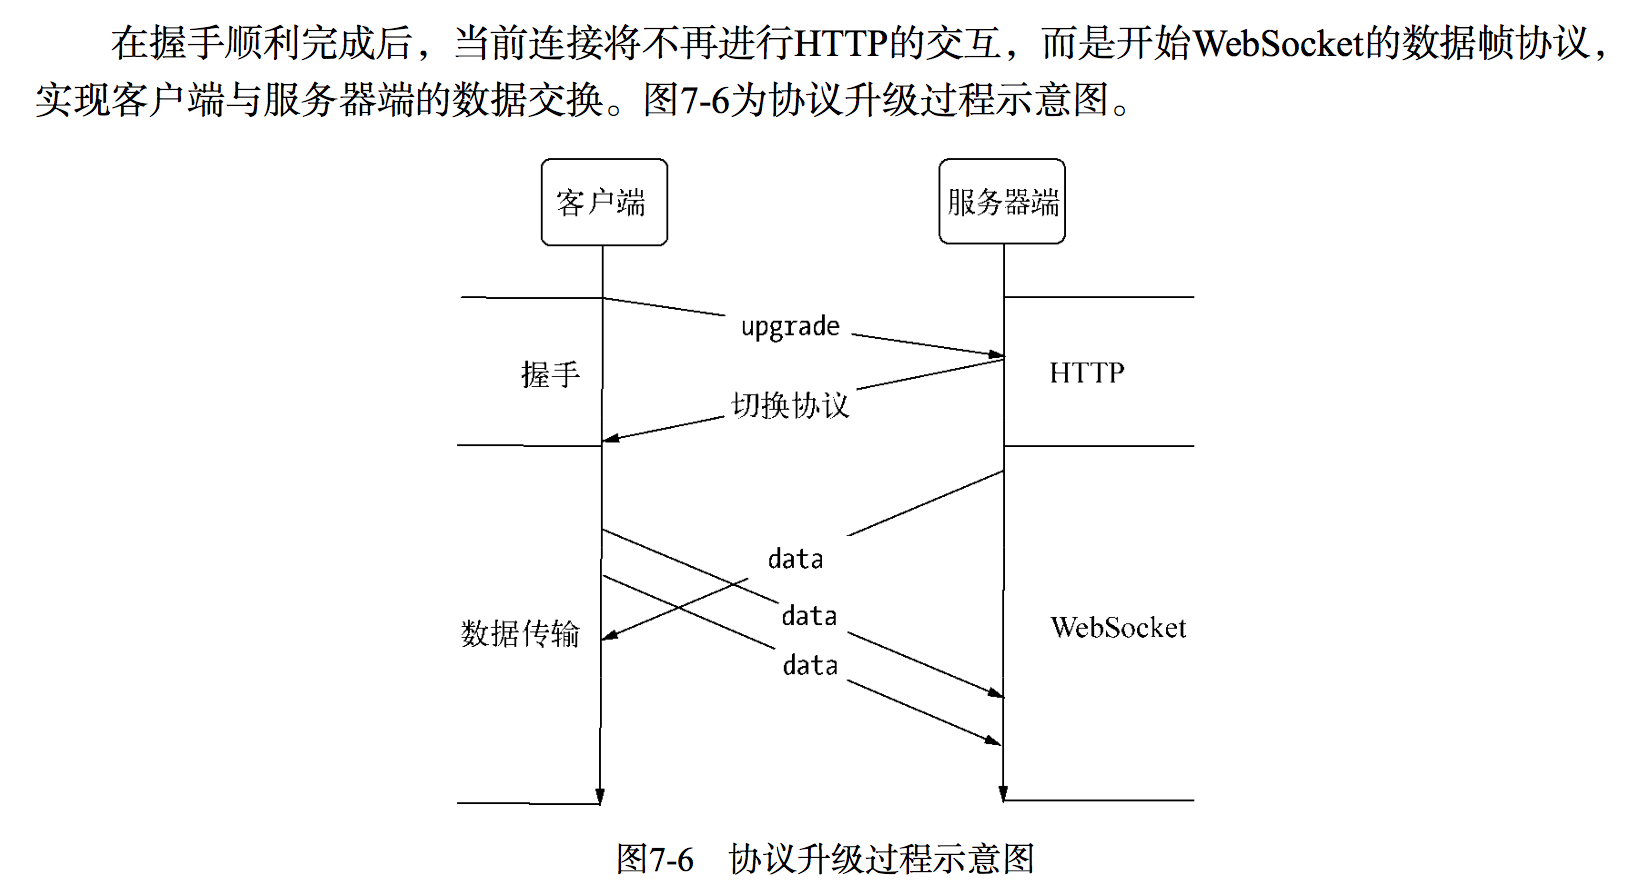 在握手顺利完成后，当前连接将不再进行HTTP的交互，而是开始WebSocket的数据帧协议，
实现客户端与服务器端的数据交换。图7-6为协议升级过程示意图。
客户端
服务器端
upgrade
握手
HTTP
切换协议
data
data
数据传输
WebSocket
data
图7-6 协议升级过程示意图